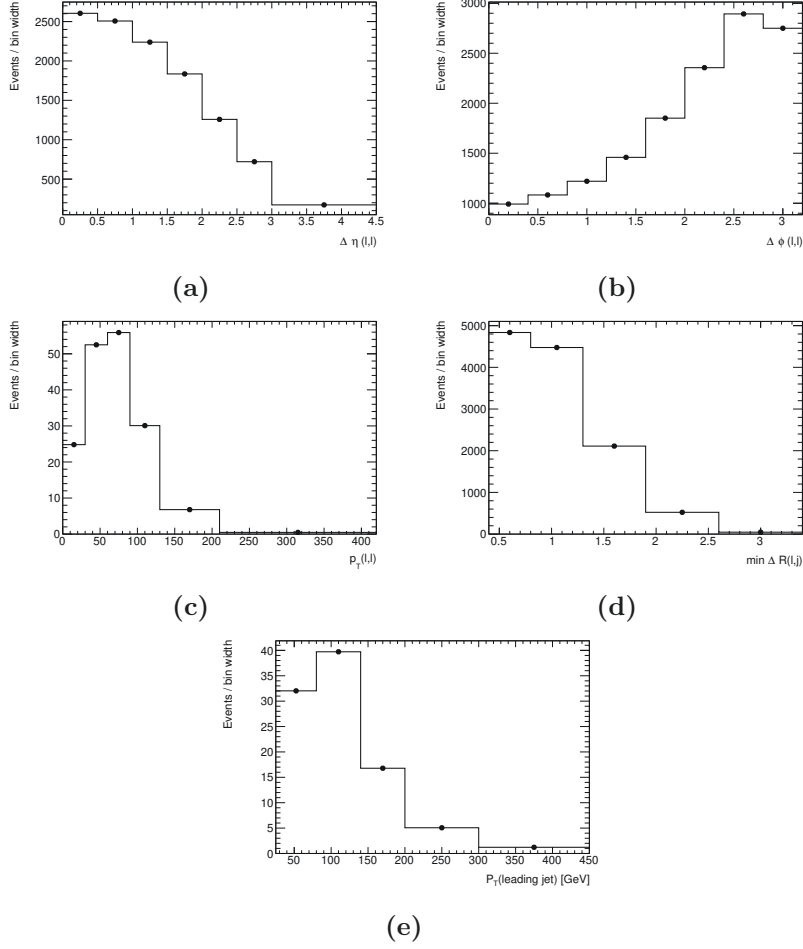 Events / bin width
2500
2000
1500
1000
500
0 0.5 1 1.5 2 2.5 3 3.5 4 4.5
Δ η (l,l)
(a)
Events / bin width
3000
2500
2000
1500
1000
0 0.5 1 1.5 2 2.5 3
Δ ϕ (l,l)
(b)
Events / bin width
50
40
30
20
10
0
0 50 100 150 200 250 300 350 400
p_T(l,l)
(c)
Events / bin width
5000
4000
3000
2000
1000
0
0.5 1 1.5 2 2.5 3
min Δ R(l,j)
(d)
Events / bin width
40
35
30
25
20
15
10
5
0
50 100 150 200 250 300 350 400 450
P_T(leading jet) [GeV]
(e)